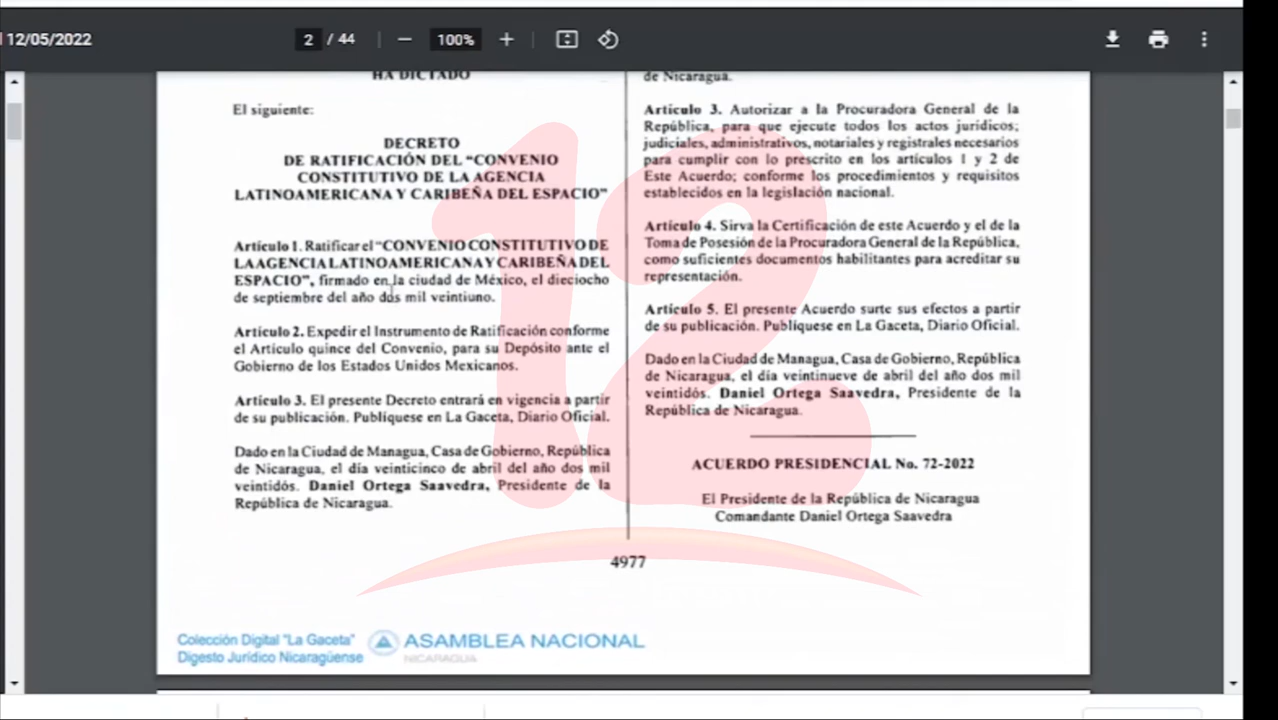 12/05/2022
2 / 44
100%
HA DICTADO
El siguiente:
DECRETO
DE RATIFICACIÓN DEL “CONVENIO
CONSTITUTIVO DE LA AGENCIA
LATINOAMERICANA Y CARIBEÑA DEL ESPACIO”
Artículo 1. Ratificar el “CONVENIO CONSTITUTIVO DE
LA AGENCIA LATINOAMERICANA Y CARIBEÑA DEL
ESPACIO”, firmado en la ciudad de México, el dieciocho
de septiembre del año dos mil veintiuno.
Artículo 2. Expedir el Instrumento de Ratificación conforme
el Artículo quince del Convenio, para su Depósito ante el
Gobierno de los Estados Unidos Mexicanos.
Artículo 3. El presente Decreto entrará en vigencia a partir
de su publicación. Publíquese en La Gaceta, Diario Oficial.
Dado en la Ciudad de Managua, Casa de Gobierno, República
de Nicaragua, el día veinticinco de abril del año dos mil
veintidós. Daniel Ortega Saavedra, Presidente de la
República de Nicaragua.
de Nicaragua.
Artículo 3. Autorizar a la Procuradora General de la
República, para que ejecute todos los actos jurídicos;
judiciales, administrativos, notariales y registrales necesarios
para cumplir con lo prescrito en los artículos 1 y 2 de
Este Acuerdo; conforme los procedimientos y requisitos
establecidos en la legislación nacional.
Artículo 4. Sirva la Certificación de este Acuerdo y el de la
Toma de Posesión de la Procuradora General de la República,
como suficientes documentos habilitantes para acreditar su
representación.
Artículo 5. El presente Acuerdo surte sus efectos a partir
de su publicación. Publíquese en La Gaceta, Diario Oficial.
Dado en la Ciudad de Managua, Casa de Gobierno, República
de Nicaragua, el día veintinueve de abril del año dos mil
veintidós. Daniel Ortega Saavedra, Presidente de la
República de Nicaragua.
ACUERDO PRESIDENCIAL No. 72-2022
El Presidente de la República de Nicaragua
Comandante Daniel Ortega Saavedra
4977
12
Colección Digital "La Gaceta"
Digesto Jurídico Nicaragüense
ASAMBLEA NACIONAL
NICARAGUA